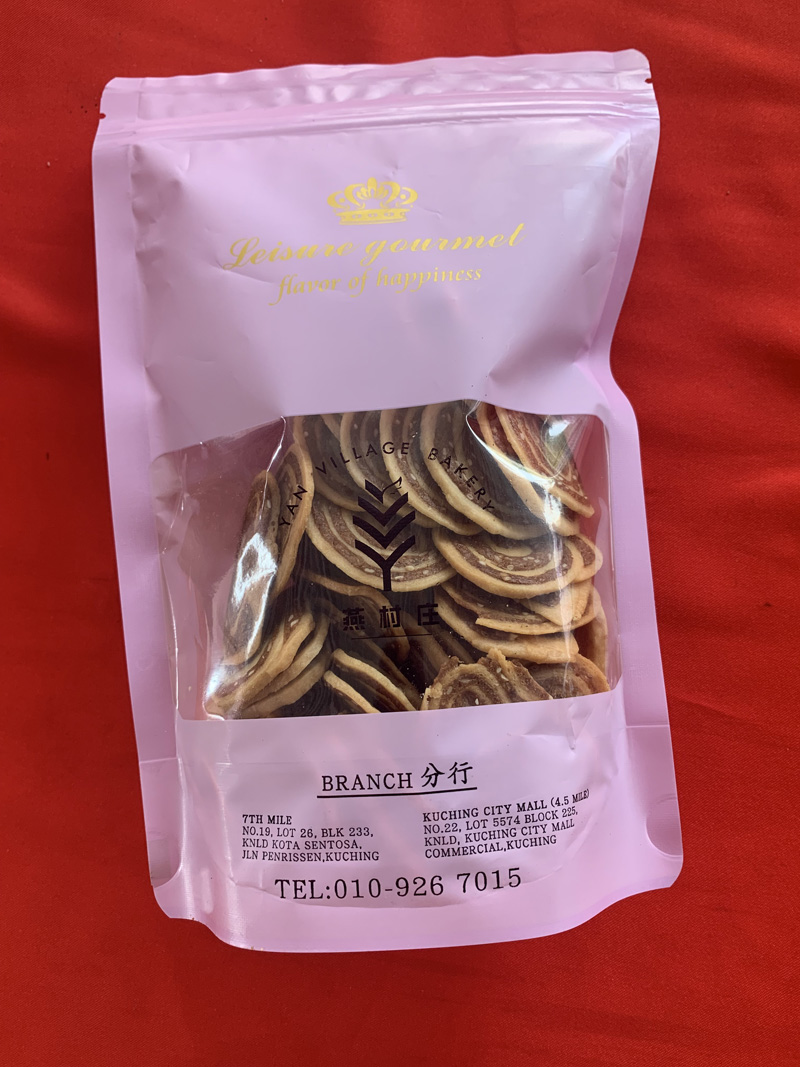 Leisure gourmet
flavor of happiness
YAN VILLAGE BAKERY
燕村庄
BRANCH 分行
7TH MILE
NO.19, LOT 26, BLK 233,
KNLD KOTA SENTOSA,
JLN PENRISSEN,KUCHING
KUCHING CITY MALL (4.5 MILE)
NO.22, LOT 5574 BLOCK 225,
KNLD, KUCHING CITY MALL
COMMERCIAL,KUCHING
TEL:010-926 7015